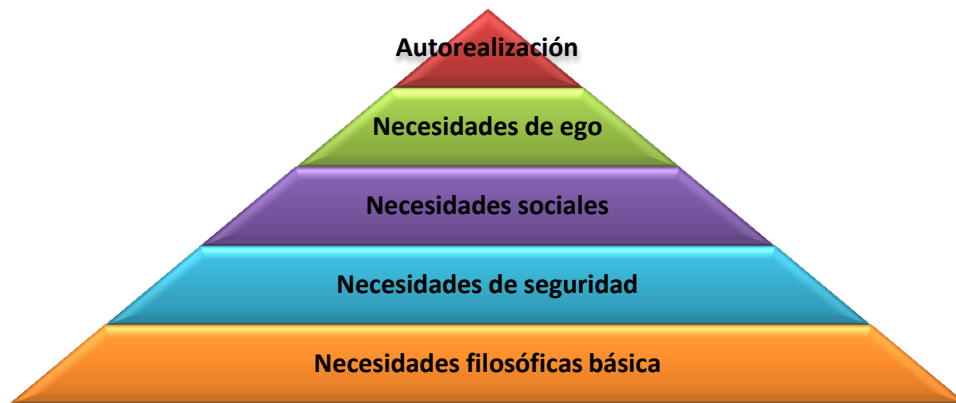 Autorealización
Necesidades de ego
Necesidades sociales
Necesidades de seguridad
Necesidades filosóficas básica